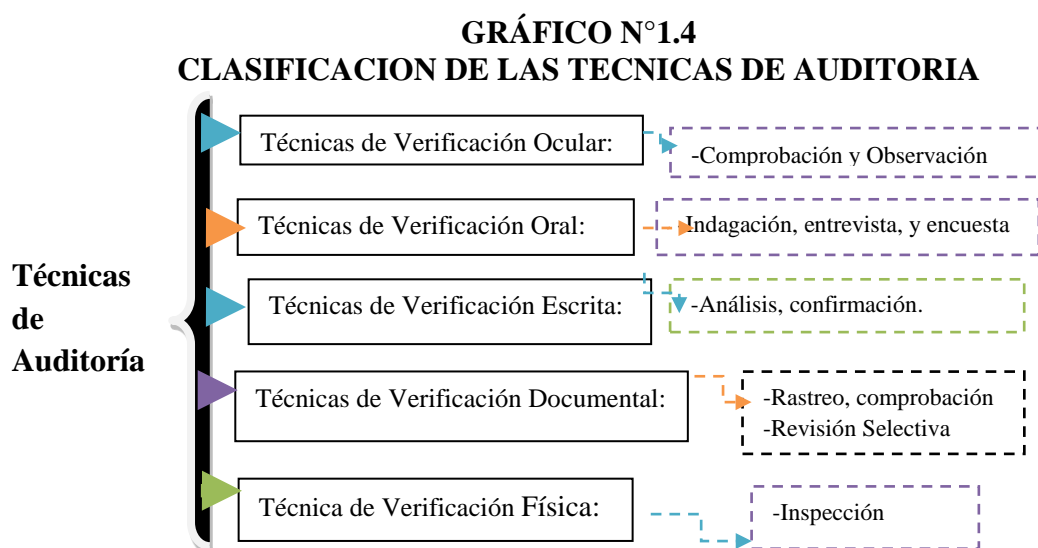 GRÁFICO N°1.4
CLASIFICACION DE LAS TECNICAS DE AUDITORIA
Técnicas
de
Auditoría
Técnicas de Verificación Ocular:
-Comprobación y Observación
Técnicas de Verificación Oral:
Indagación, entrevista, y encuesta
Técnicas de Verificación Escrita:
-Análisis, confirmación.
Técnicas de Verificación Documental:
-Rastreo, comprobación
-Revisión Selectiva
Técnica de Verificación Física:
-Inspección